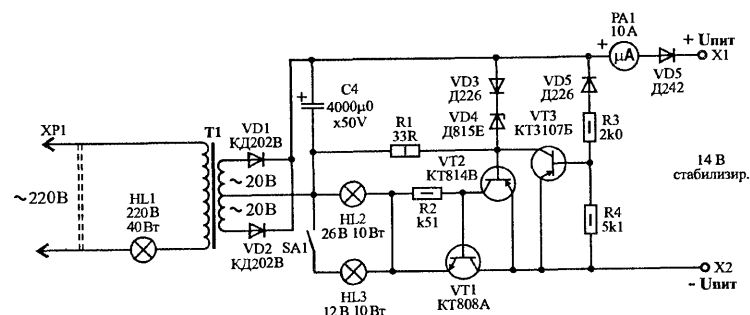 XP1
~220В
HL1
220В
40Вт
T1
VD1
КД202В
~20В
~20В
VD2
КД202В
+
C4
4000µ0
x50V
SA1
R1
33R
HL2
26В 10Вт
HL3
12В 10Вт
R2
k51
VT1
КТ808А
VD3
Д226
VD4
Д815Е
VT2
КТ814В
VT3
КТ3107Б
VD5
Д226
R3
2k0
R4
5k1
PA1
10А
+
µA
VD5
Д242
+ Uпит
X1
14 В
стабилизир.
X2
- Uпит